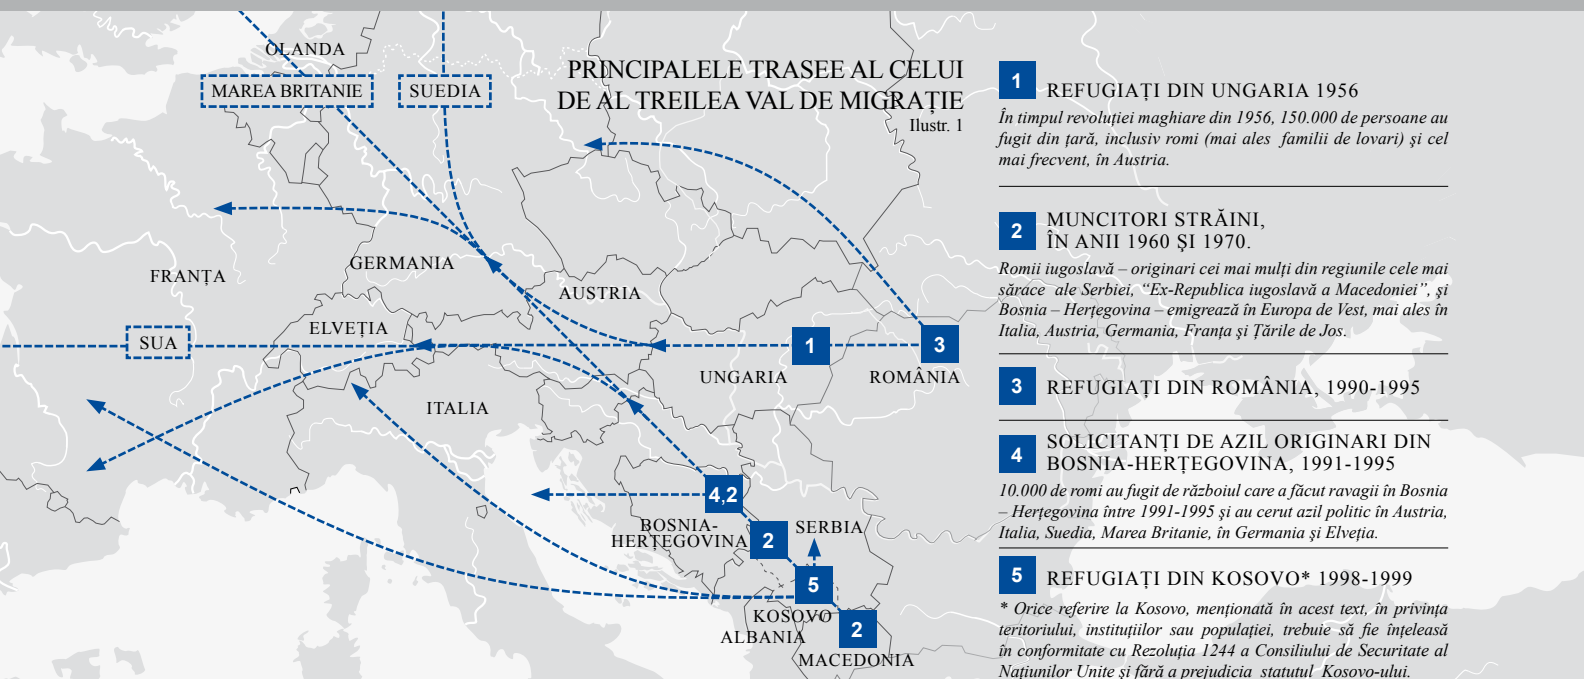 OLANDA
MAREA BRITANIE
SUEDIA
PRINCIPALELE TRASEE AL CELUI
DE AL TREILEA VAL DE MIGRAȚIE
Ilustr. 1
FRANȚA
GERMANIA
AUSTRIA
ELVEȚIA
SUA
1
3
UNGARIA
ROMÂNIA
ITALIA
4,2
BOSNIA-
HERȚEGOVINA
2
SERBIA
5
KOSOVO
ALBANIA
2
MACEDONIA
1
REFUGIAȚI DIN UNGARIA 1956
În timpul revoluției maghiare din 1956, 150.000 de persoane au
fugit din țară, inclusiv romi (mai ales familii de lovari) şi cel
mai frecvent, în Austria.
2
MUNCITORI STRĂINI,
ÎN ANII 1960 ŞI 1970.
Romii iugoslavă – originari cei mai mulți din regiunile cele mai
sărace ale Serbiei, “Ex-Republica iugoslavă a Macedoniei”, şi
Bosnia – Herțegovina – emigrează în Europa de Vest, mai ales în
Italia, Austria, Germania, Franța şi Țările de Jos.
3
REFUGIAȚI DIN ROMÂNIA, 1990-1995
4
SOLICITANȚI DE AZIL ORIGINARI DIN
BOSNIA-HERȚEGOVINA, 1991-1995
10.000 de romi au fugit de războiul care a făcut ravagii în Bosnia
– Herțegovina între 1991-1995 şi au cerut azil politic în Austria,
Italia, Suedia, Marea Britanie, în Germania şi Elveția.
5
REFUGIAȚI DIN KOSOVO* 1998-1999
* Orice referire la Kosovo, menționată în acest text, în privința
teritoriului, instituțiilor sau populației, trebuie să fie înțeleasă
în conformitate cu Rezoluția 1244 a Consiliului de Securitate al
Națiunilor Unite şi fără a prejudicia statutul Kosovo-ului.